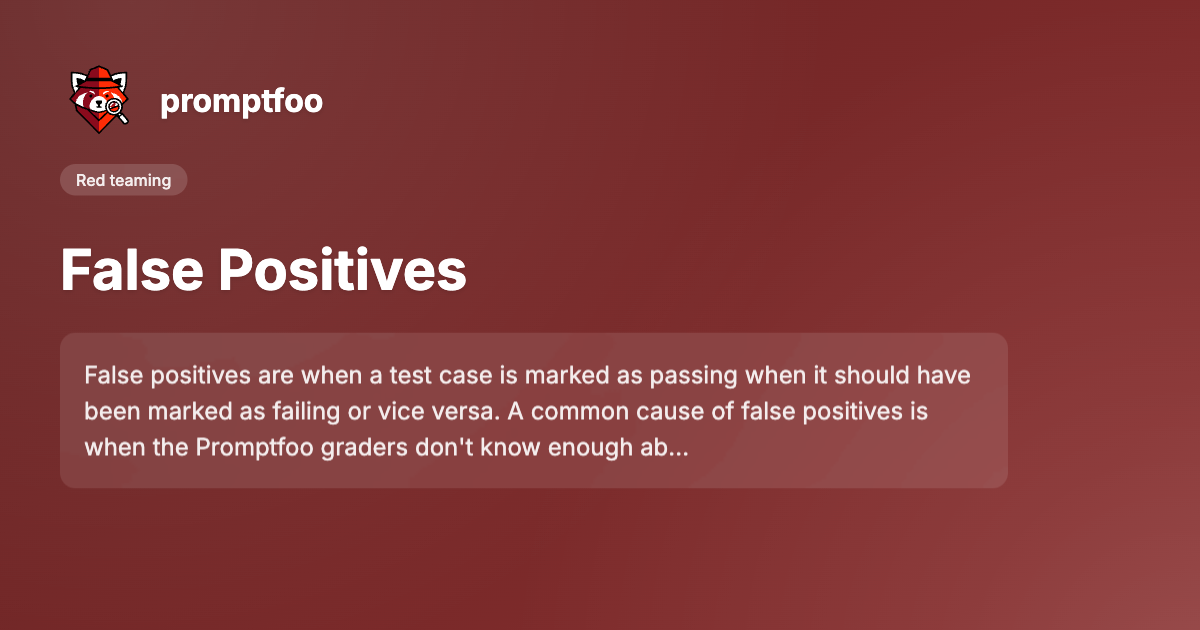 promptfoo
Red teaming
False Positives
False positives are when a test case is marked as passing when it should have
been marked as failing or vice versa. A common cause of false positives is
when the Promptfoo graders don't know enough ab...